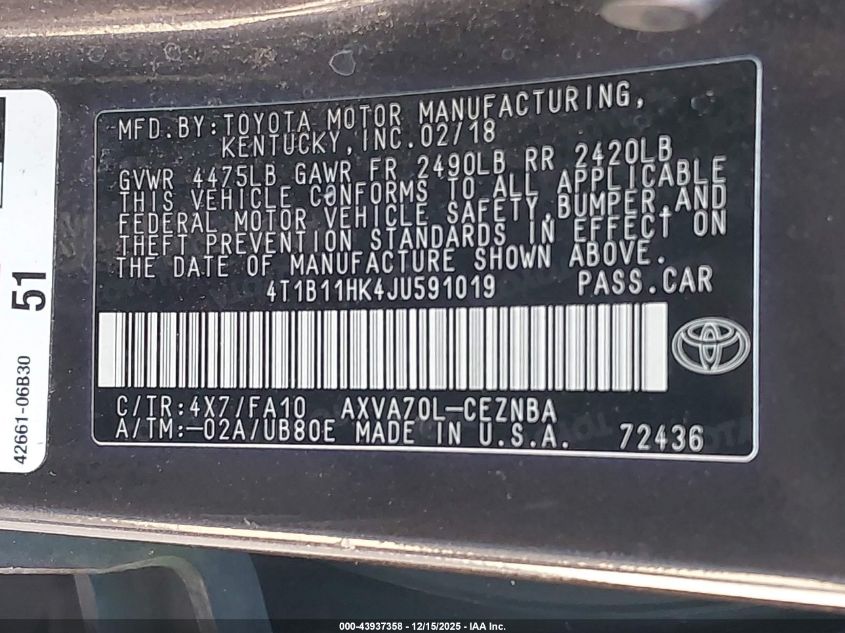 MFD.BY:TOYOTA MOTOR MANUFACTURING,
KENTUCKY,INC.02/18
GVWR 4475LB GAWR FR 2490LB RR 2420LB
THIS VEHICLE CONFORMS TO ALL APPLICABLE
FEDERAL MOTOR VEHICLE SAFETY,BUMPER,AND
THEFT PREVENTION STANDARDS IN EFFECT ON
THE DATE OF MANUFACTURE SHOWN ABOVE.
4T1B11HK4JU591019 PASS.CAR
C/TR:4X7/FA10 AXVA70L-CEZNBA
A/TM:-02A/UB80E MADE IN U.S.A. 72436
51
42661-06B30
000-43937358 - 12/15/2025 - IAA Inc.